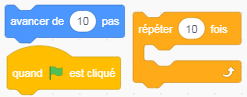 avancer de 10 pas
répéter 10 fois
quand est cliqué